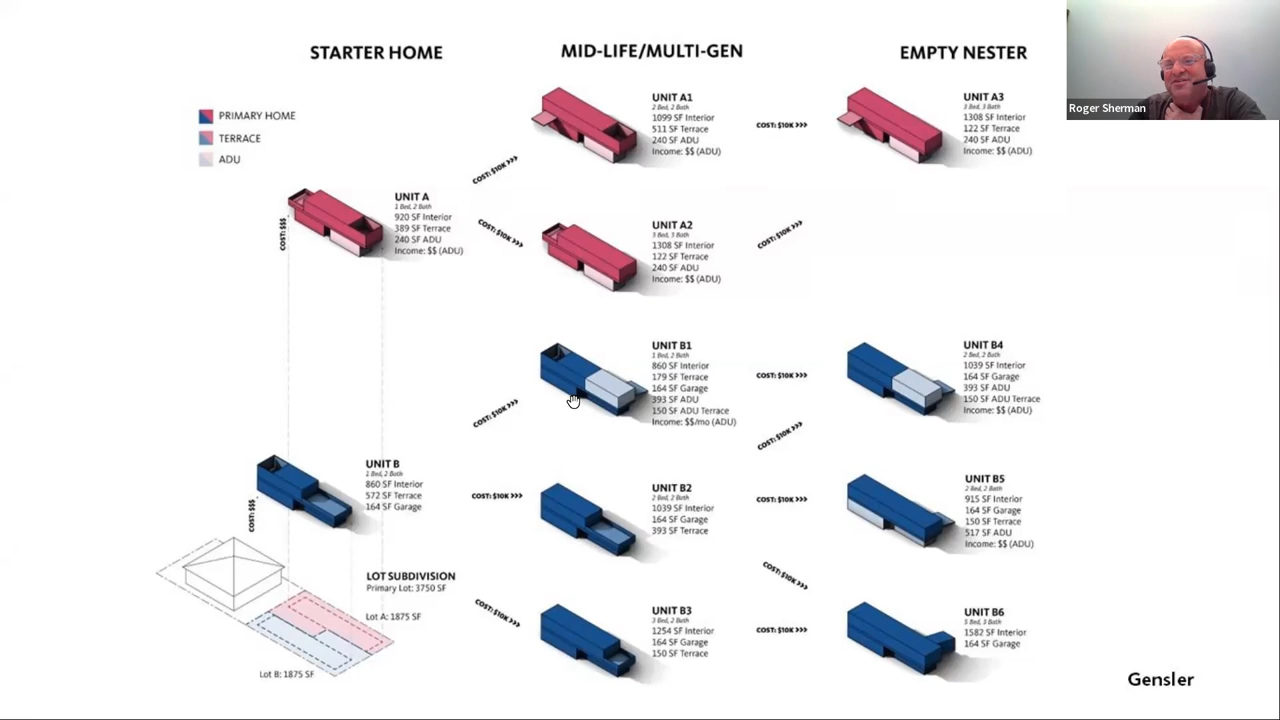 STARTER HOME
MID-LIFE/MULTI-GEN
EMPTY NESTER
Roger Sherman
PRIMARY HOME
TERRACE
ADU
UNIT A1
2 Bed, 2 Bath
1099 SF Interior
511 SF Terrace
240 SF ADU
Income: $$ (ADU)
COST: $10K >>>
UNIT A3
3 Bed, 3 Bath
1308 SF Interior
122 SF Terrace
240 SF ADU
Income: $$ (ADU)
COST: $10K >>>
COST: $$$
UNIT A
1 Bed, 2 Bath
920 SF Interior
389 SF Terrace
240 SF ADU
Income: $$ (ADU)
COST: $10K >>>
UNIT A2
3 Bed, 3 Bath
1308 SF Interior
122 SF Terrace
240 SF ADU
Income: $$ (ADU)
COST: $10K >>>
UNIT B1
1 Bed, 2 Bath
860 SF Interior
179 SF Terrace
164 SF Garage
393 SF ADU
150 SF ADU Terrace
Income: $$/mo (ADU)
COST: $10K >>>
UNIT B4
2 Bed, 2 Bath
1039 SF Interior
164 SF Garage
393 SF ADU
150 SF ADU Terrace
Income: $$ (ADU)
COST: $10K >>>
COST: $10K >>>
COST: $$$
UNIT B
1 Bed, 2 Bath
860 SF Interior
572 SF Terrace
164 SF Garage
COST: $10K >>>
UNIT B2
2 Bed, 2 Bath
1039 SF Interior
164 SF Garage
393 SF Terrace
COST: $10K >>>
UNIT B5
2 Bed, 2 Bath
915 SF Interior
164 SF Garage
150 SF Terrace
517 SF ADU
Income: $$ (ADU)
COST: $10K >>>
LOT SUBDIVISION
Primary Lot: 3750 SF
Lot A: 1875 SF
Lot B: 1875 SF
COST: $10K >>>
UNIT B3
3 Bed, 2 Bath
1254 SF Interior
164 SF Garage
150 SF Terrace
COST: $10K >>>
UNIT B6
5 Bed, 3 Bath
1582 SF Interior
164 SF Garage
Gensler